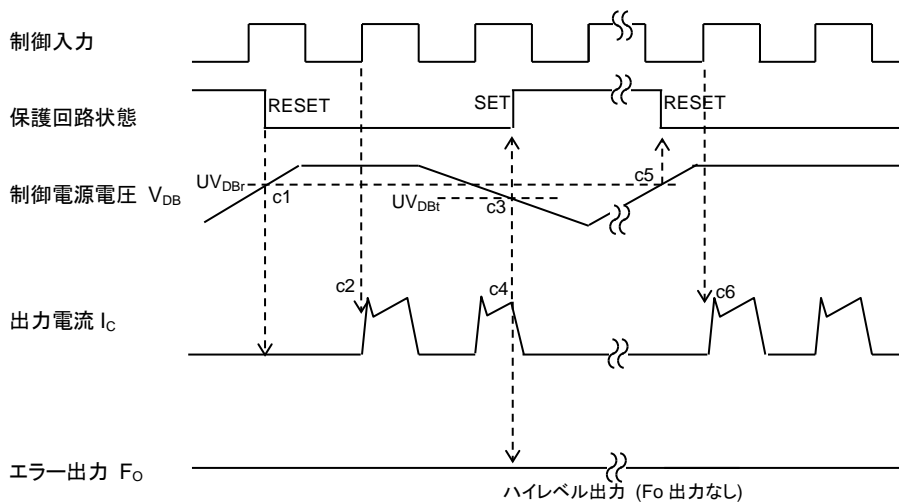 制御入力
保護回路状態
RESET
SET
RESET
制御電源電圧 VDB
UVDBr
c1
UVDBt
c3
c5
出力電流 IC
c2
c4
c6
エラー出力 FO
ハイレベル出力 (Fo 出力なし)